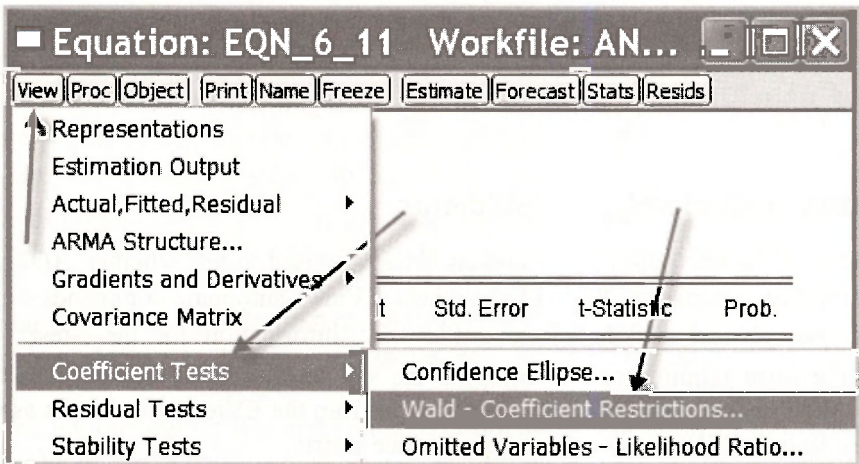 Equation: EQN_6_11 Workfile: AN...
View Proc Object Print Name Freeze Estimate Forecast Stats Resids
Representations
Estimation Output
Actual,Fitted,Residual
ARMA Structure...
Gradients and Derivatives
Covariance Matrix
t Std. Error t-Statistic Prob.
Coefficient Tests
Confidence Ellipse...
Residual Tests
Wald - Coefficient Restrictions...
Stability Tests
Omitted Variables - Likelihood Ratio...